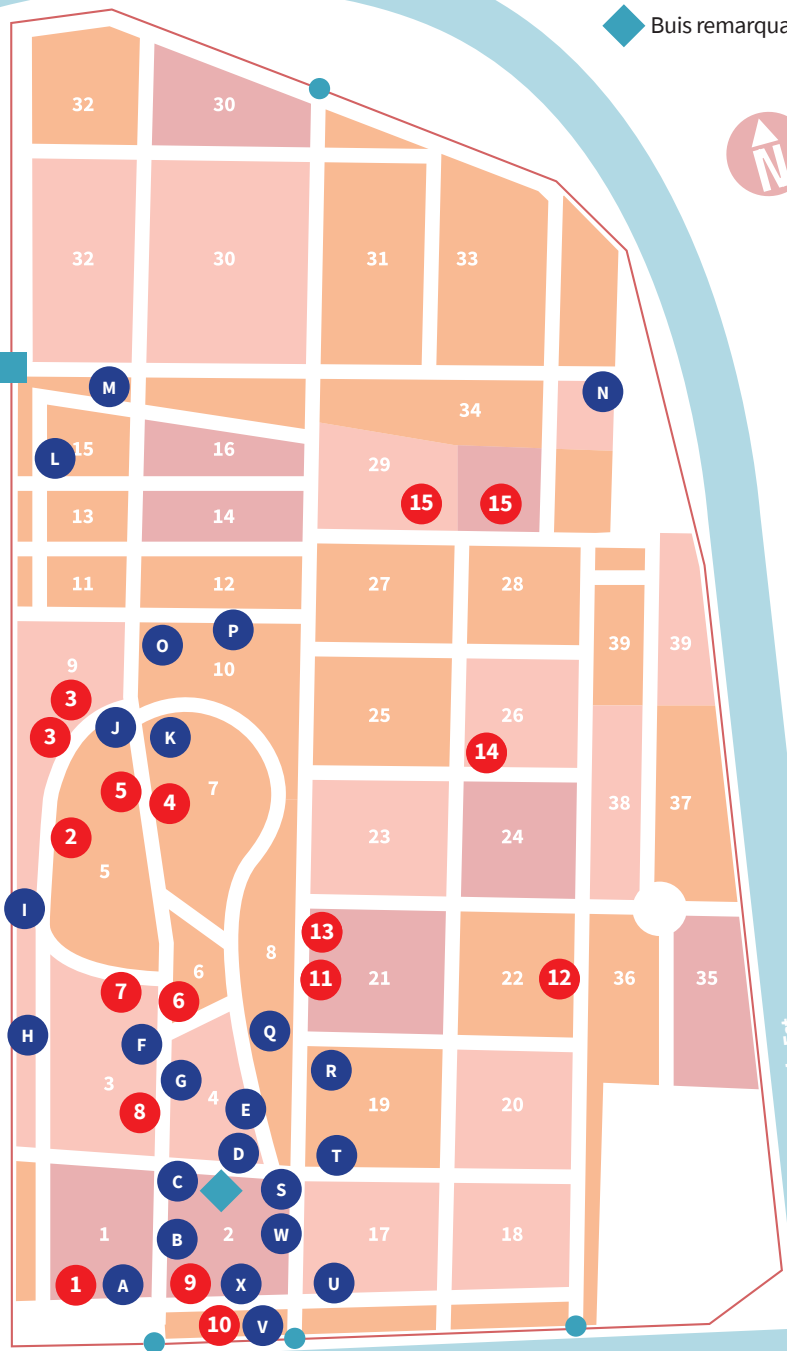 Buis remarqua
N
32 30
32 30 31 33
M N
34
L 15 16 29
15 15
13 14
11 12 27 28
O P
9 10 39 39
3 25 26
J K 3 14
5 4 7 38 37
2 23 24
5
I
13
8
6 11 21 22 12 36 35
7 6
H F Q
G R
3 4 19 20
8 E
D T
C S
B 2 W 17 18
1
1 A 9 X U
10 V